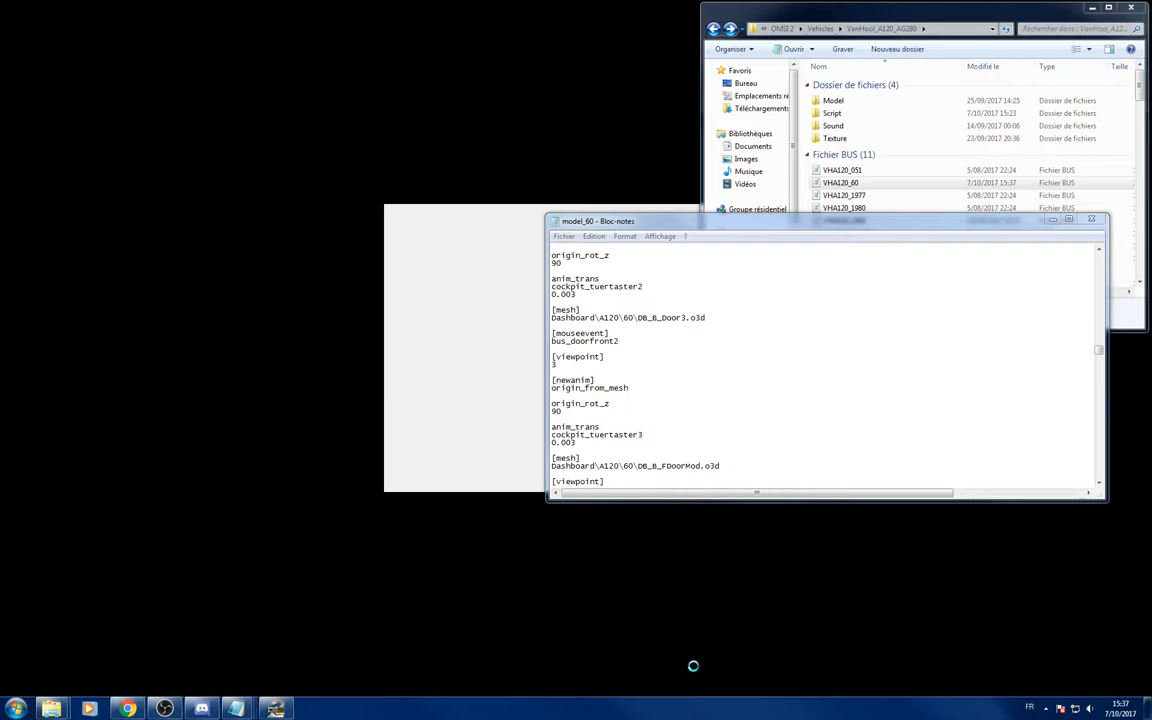 OMSI 2
Vehicles
VanHool_A120_AG280
Rechercher dans : VanHool_A12...
Organiser
Ouvrir
Graver
Nouveau dossier
Nom
Modifié le
Type
Taille
Favoris
Bureau
Emplacements ré
Téléchargements
Bibliothèques
Documents
Images
Musique
Vidéos
Groupe résidentiel
Dossier de fichiers (4)
Model 25/09/2017 14:25 Dossier de fichiers
Script 7/10/2017 15:23 Dossier de fichiers
Sound 14/09/2017 00:06 Dossier de fichiers
Texture 23/09/2017 20:36 Dossier de fichiers
Fichier BUS (11)
VHA120_051 5/08/2017 22:24 Fichier BUS
VHA120_60 7/10/2017 15:37 Fichier BUS
VHA120_1977 5/08/2017 22:24 Fichier BUS
VHA120_1980 5/08/2017 22:24 Fichier BUS
model_60 - Bloc-notes
Fichier Edition Format Affichage ?
origin_rot_z
90
anim_trans
cockpit_tuertaster2
0.003
[mesh]
Dashboard\A120\60\DB_B_Door3.o3d
[mouseevent]
bus_doorfront2
[viewpoint]
3
[newanim]
origin_from_mesh
origin_rot_z
90
anim_trans
cockpit_tuertaster3
0.003
[mesh]
Dashboard\A120\60\DB_B_FDoorMod.o3d
[viewpoint]
FR
15:37
7/10/2017